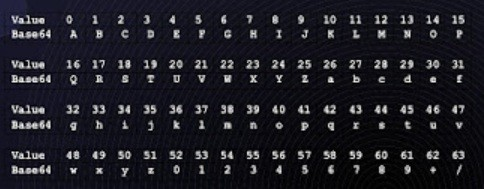 Value 0 1 2 3 4 5 6 7 8 9 10 11 12 13 14 15
Base64 A B C D E F G H I J K L M N O P
Value 16 17 18 19 20 21 22 23 24 25 26 27 28 29 30 31
Base64 Q R S T U V W X Y Z a b c d e f
Value 32 33 34 35 36 37 38 39 40 41 42 43 44 45 46 47
Base64 g h i j k l m n o p q r s t u v
Value 48 49 50 51 52 53 54 55 56 57 58 59 60 61 62 63
Base64 w x y z 0 1 2 3 4 5 6 7 8 9 + /